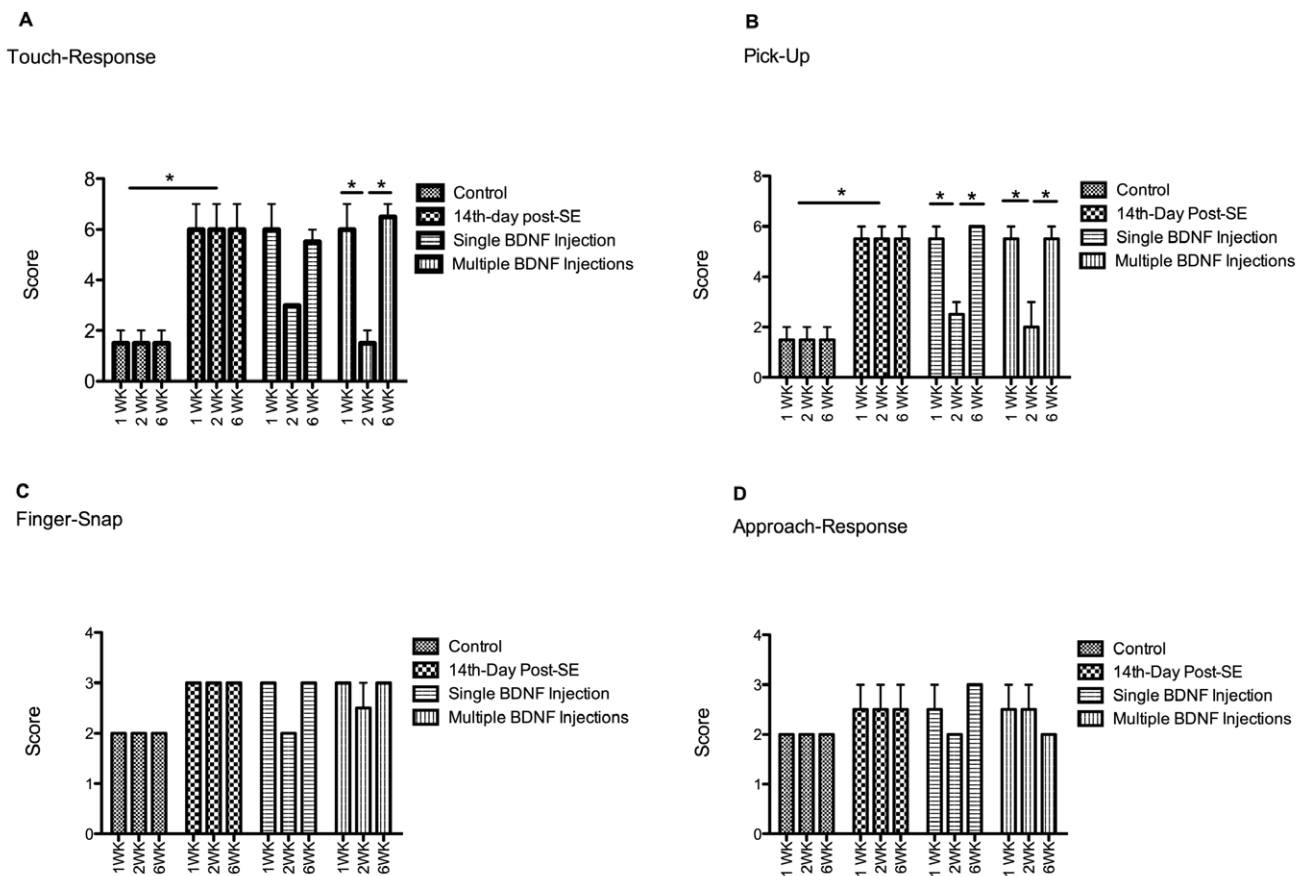 A
Touch-Response
*
* *
8
6
4
2
0
Score
1 WK
2 WK
6 WK
1 WK
2 WK
6 WK
1 WK
2 WK
6 WK
1 WK
2 WK
6 WK
Control
14th-day post-SE
Single BDNF Injection
Multiple BDNF Injections
B
Pick-Up
*
* * * *
8
6
4
2
0
Score
1 WK
2 WK
6 WK
1 WK
2 WK
6 WK
1 WK
2 WK
6 WK
1 WK
2 WK
6 WK
Control
14th-Day Post-SE
Single BDNF Injection
Multiple BDNF Injections
C
Finger-Snap
4
3
2
1
0
Score
1WK
2WK
6WK
1WK
2WK
6WK
1WK
2WK
6WK
1WK
2WK
6WK
Control
14th-Day Post-SE
Single BDNF Injection
Multiple BDNF Injections
D
Approach-Response
4
3
2
1
0
Score
1 WK
2WK
6WK
1 WK
2WK
6WK
1 WK
2WK
6WK
1 WK
2WK
6WK
Control
14th-Day Post-SE
Single BDNF Injection
Multiple BDNF Injections